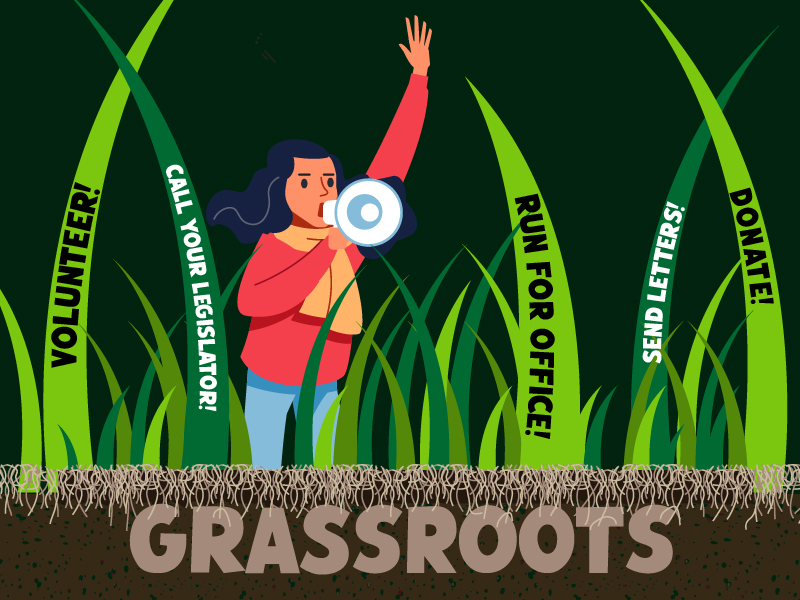 VOLUNTEER!
CALL YOUR LEGISLATOR!
RUN FOR OFFICE!
SEND LETTERS!
DONATE!
GRASSROOTS